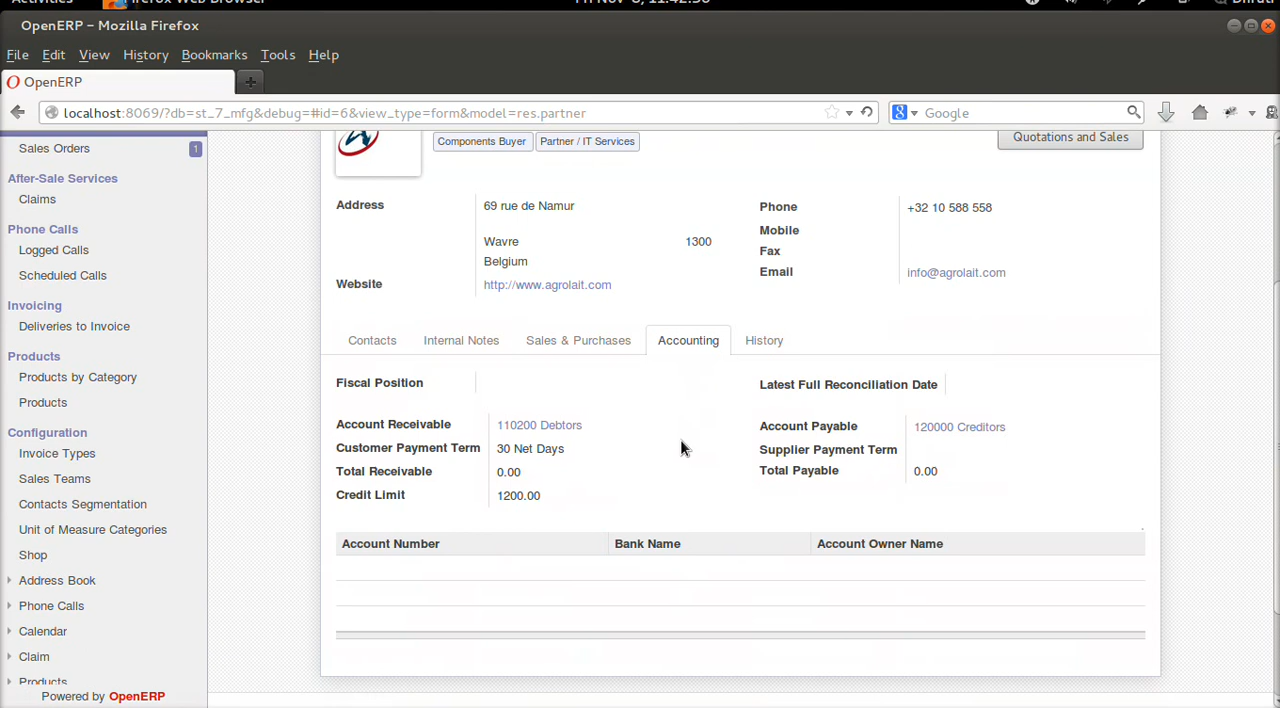 Activities Firefox Web Browser Fri Nov 8, 11:42:50 Dhruti
OpenERP - Mozilla Firefox
File Edit View History Bookmarks Tools Help
OpenERP
localhost:8069/?db=st_7_mfg&debug=#id=6&view_type=form&model=res.partner Google
Sales Orders 1
After-Sale Services
Claims
Phone Calls
Logged Calls
Scheduled Calls
Invoicing
Deliveries to Invoice
Products
Products by Category
Products
Configuration
Invoice Types
Sales Teams
Contacts Segmentation
Unit of Measure Categories
Shop
Address Book
Phone Calls
Calendar
Claim
Products
Powered by OpenERP
Components Buyer Partner / IT Services Quotations and Sales
Address 69 rue de Namur
Wavre 1300
Belgium
Website http://www.agrolait.com
Phone +32 10 588 558
Mobile
Fax
Email info@agrolait.com
Contacts Internal Notes Sales & Purchases Accounting History
Fiscal Position Latest Full Reconciliation Date
Account Receivable 110200 Debtors
Customer Payment Term 30 Net Days
Total Receivable 0.00
Credit Limit 1200.00
Account Payable 120000 Creditors
Supplier Payment Term
Total Payable 0.00
Account Number Bank Name Account Owner Name